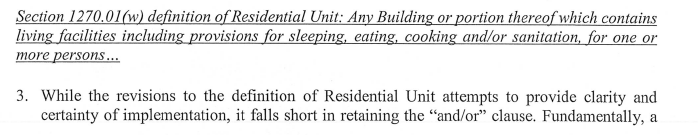 Section 1270.01(w) definition of Residential Unit: Any Building or portion thereof which contains
living facilities including provisions for sleeping, eating, cooking and/or sanitation, for one or
more persons…
3. While the revisions to the definition of Residential Unit attempts to provide clarity and
certainty of implementation, it falls short in retaining the “and/or” clause. Fundamentally, a